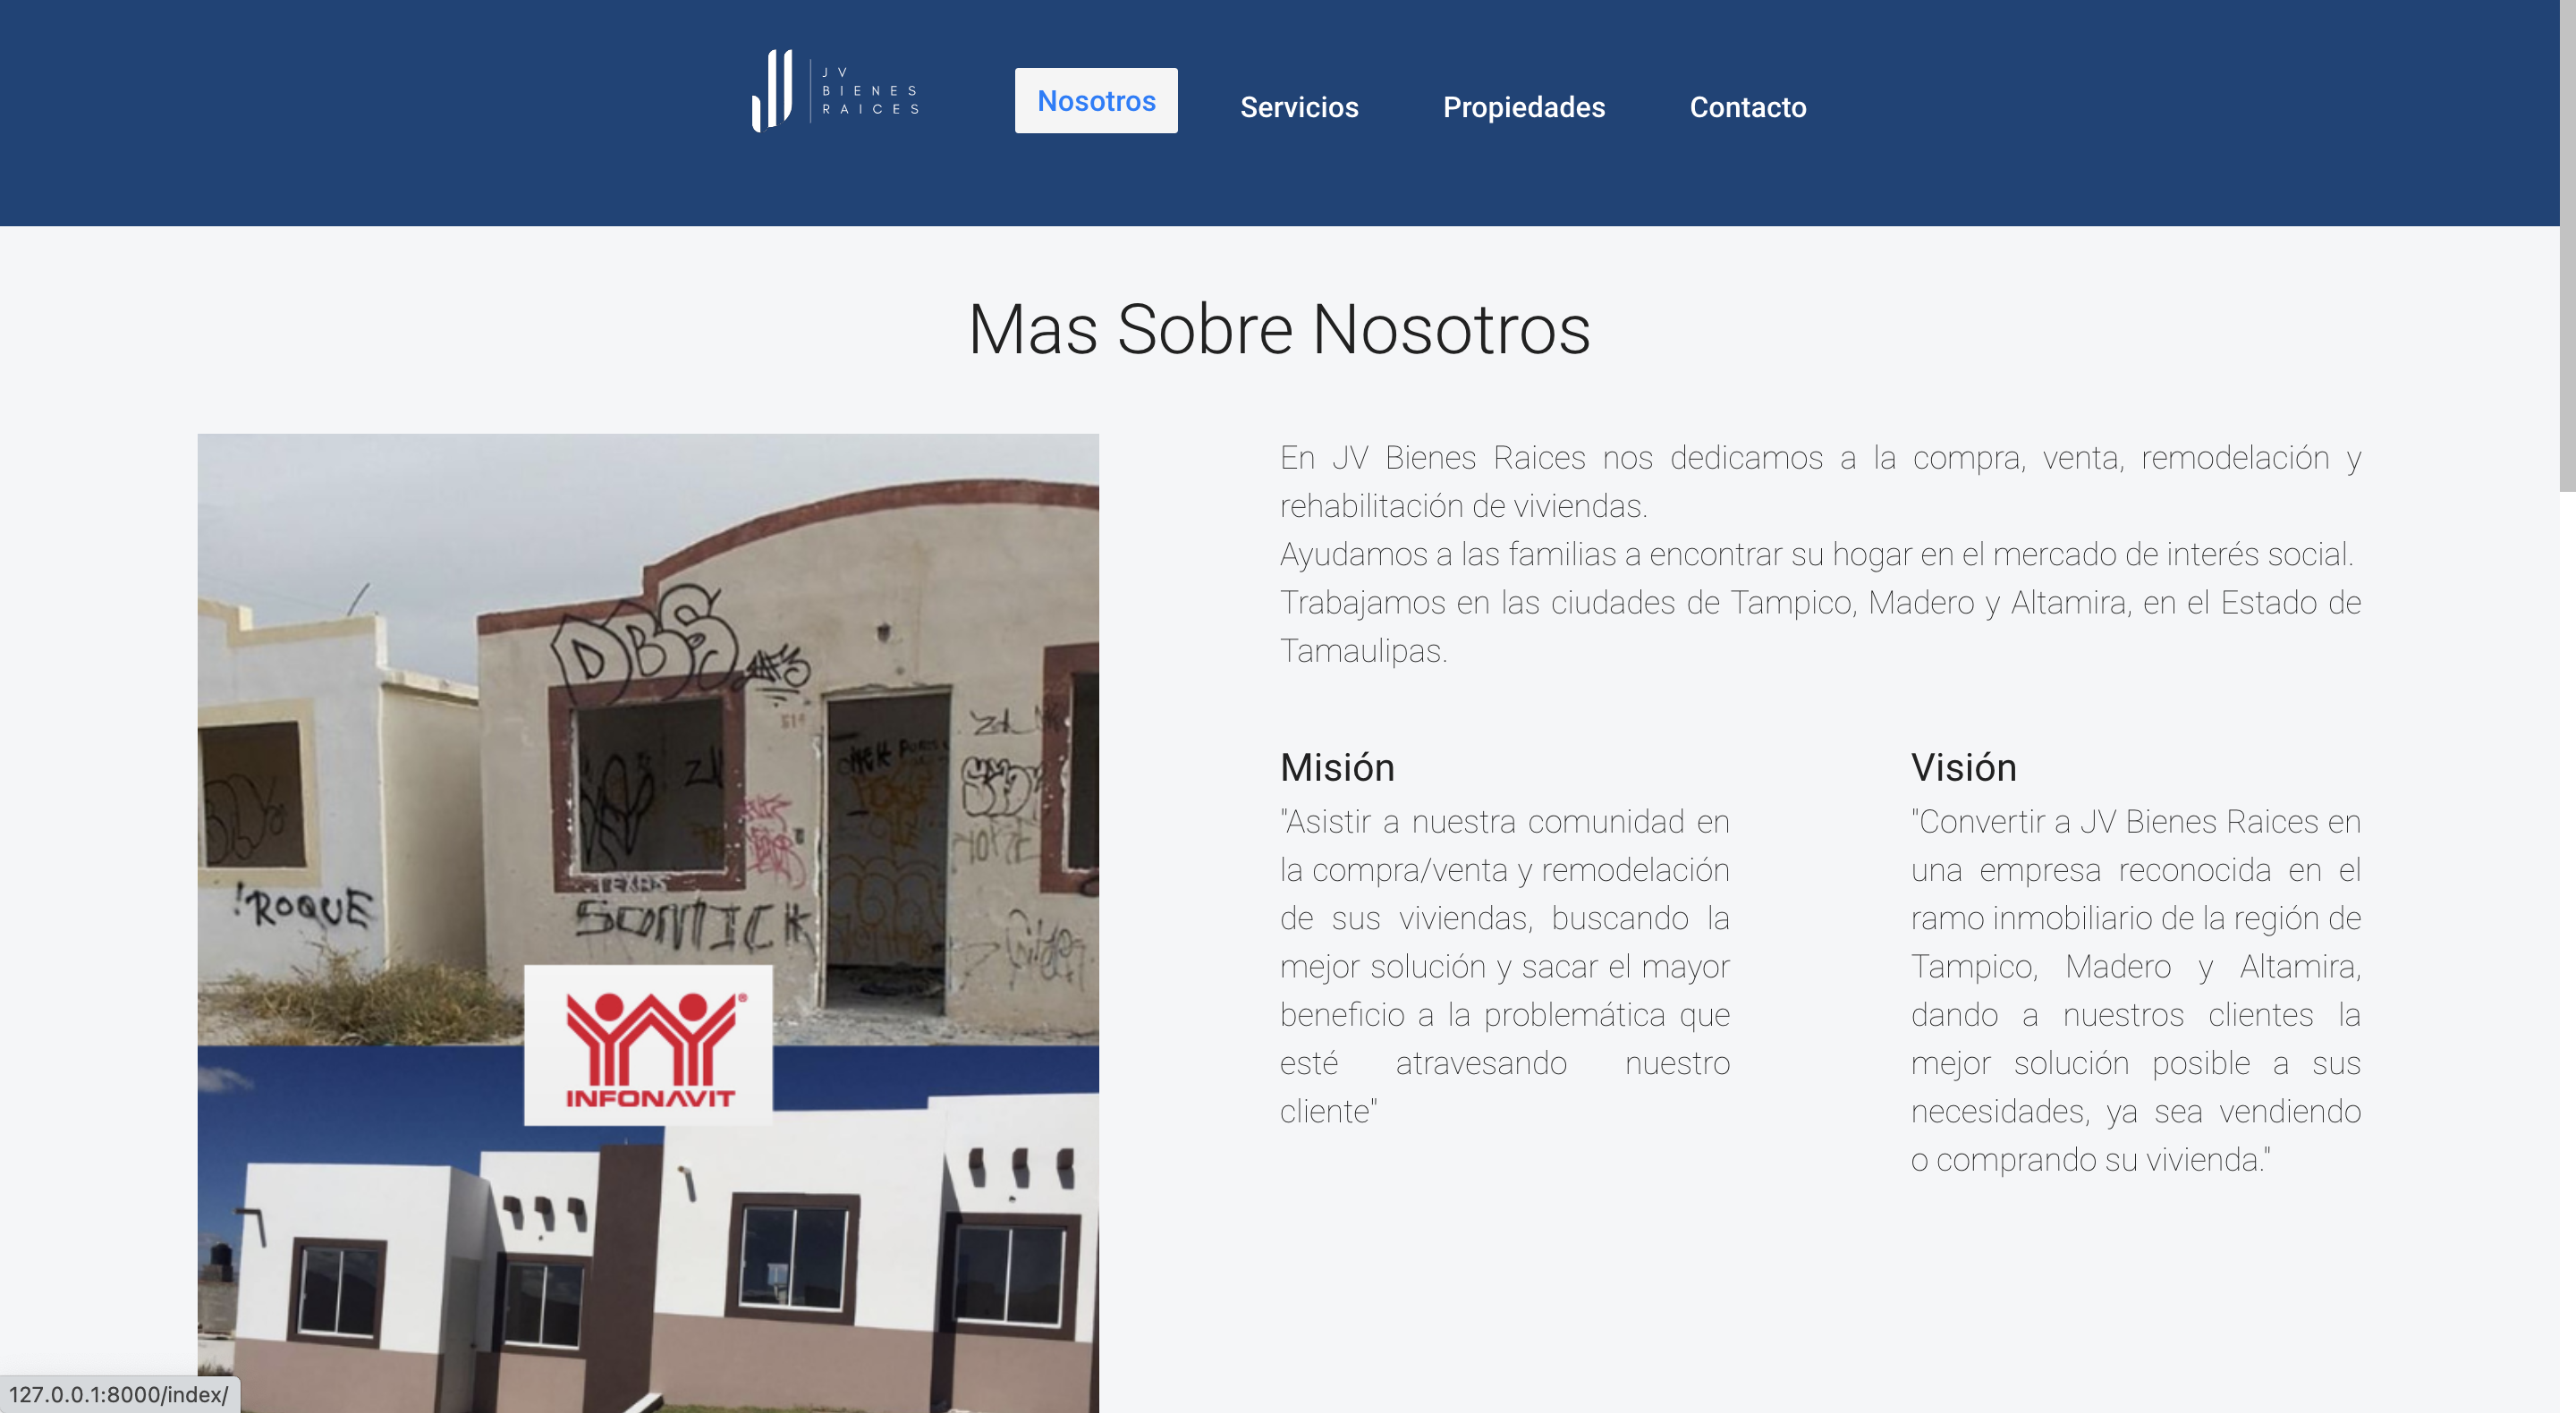 JV
BIENES
RAICES
Nosotros
Servicios
Propiedades
Contacto
Mas Sobre Nosotros
En JV Bienes Raices nos dedicamos a la compra, venta, remodelación y
rehabilitación de viviendas.
Ayudamos a las familias a encontrar su hogar en el mercado de interés social.
Trabajamos en las ciudades de Tampico, Madero y Altamira, en el Estado de
Tamaulipas.
Misión
"Asistir a nuestra comunidad en
la compra/venta y remodelación
de sus viviendas, buscando la
mejor solución y sacar el mayor
beneficio a la problemática que
esté atravesando nuestro
cliente"
Visión
"Convertir a JV Bienes Raices en
una empresa reconocida en el
ramo inmobiliario de la región de
Tampico, Madero y Altamira,
dando a nuestros clientes la
mejor solución posible a sus
necesidades, ya sea vendiendo
o comprando su vivienda."
DBS
!ROQUE
INFONAVIT®
127.0.0.1:8000/index/